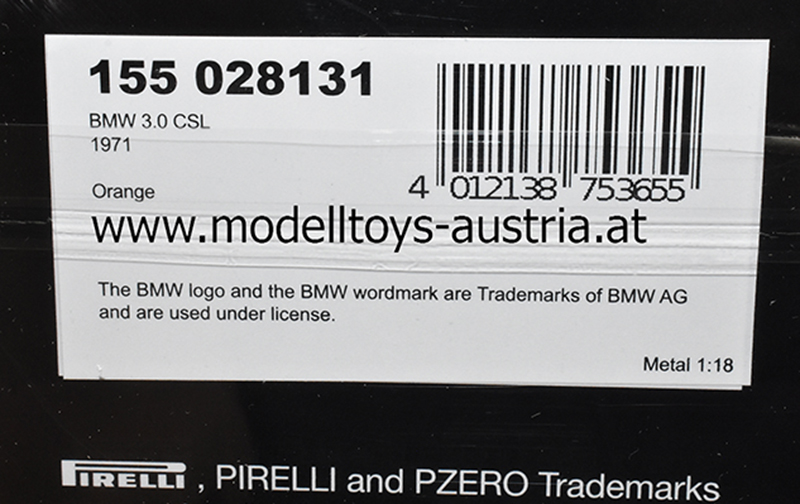 155 028131
BMW 3.0 CSL
1971
Orange
4 012138 753655
www.modelltoys-austria.at
The BMW logo and the BMW wordmark are Trademarks of BMW AG
and are used under license.
Metal 1:18
PIRELLI , PIRELLI and PZERO Trademarks